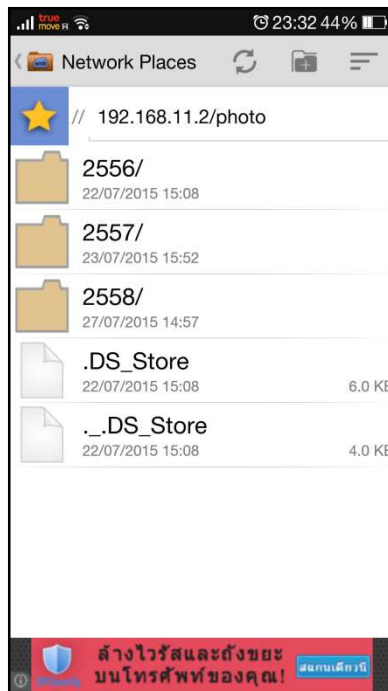 true
move H
23:32 44%
Network Places
// 192.168.11.2/photo
2556/
22/07/2015 15:08
2557/
23/07/2015 15:52
2558/
27/07/2015 14:57
.DS_Store
22/07/2015 15:08 6.0 KB
._.DS_Store
22/07/2015 15:08 4.0 KB
ล้างไวรัสและถังขยะ
บนโทรศัพท์ของคุณ!
สแกนเดี๋ยวนี้